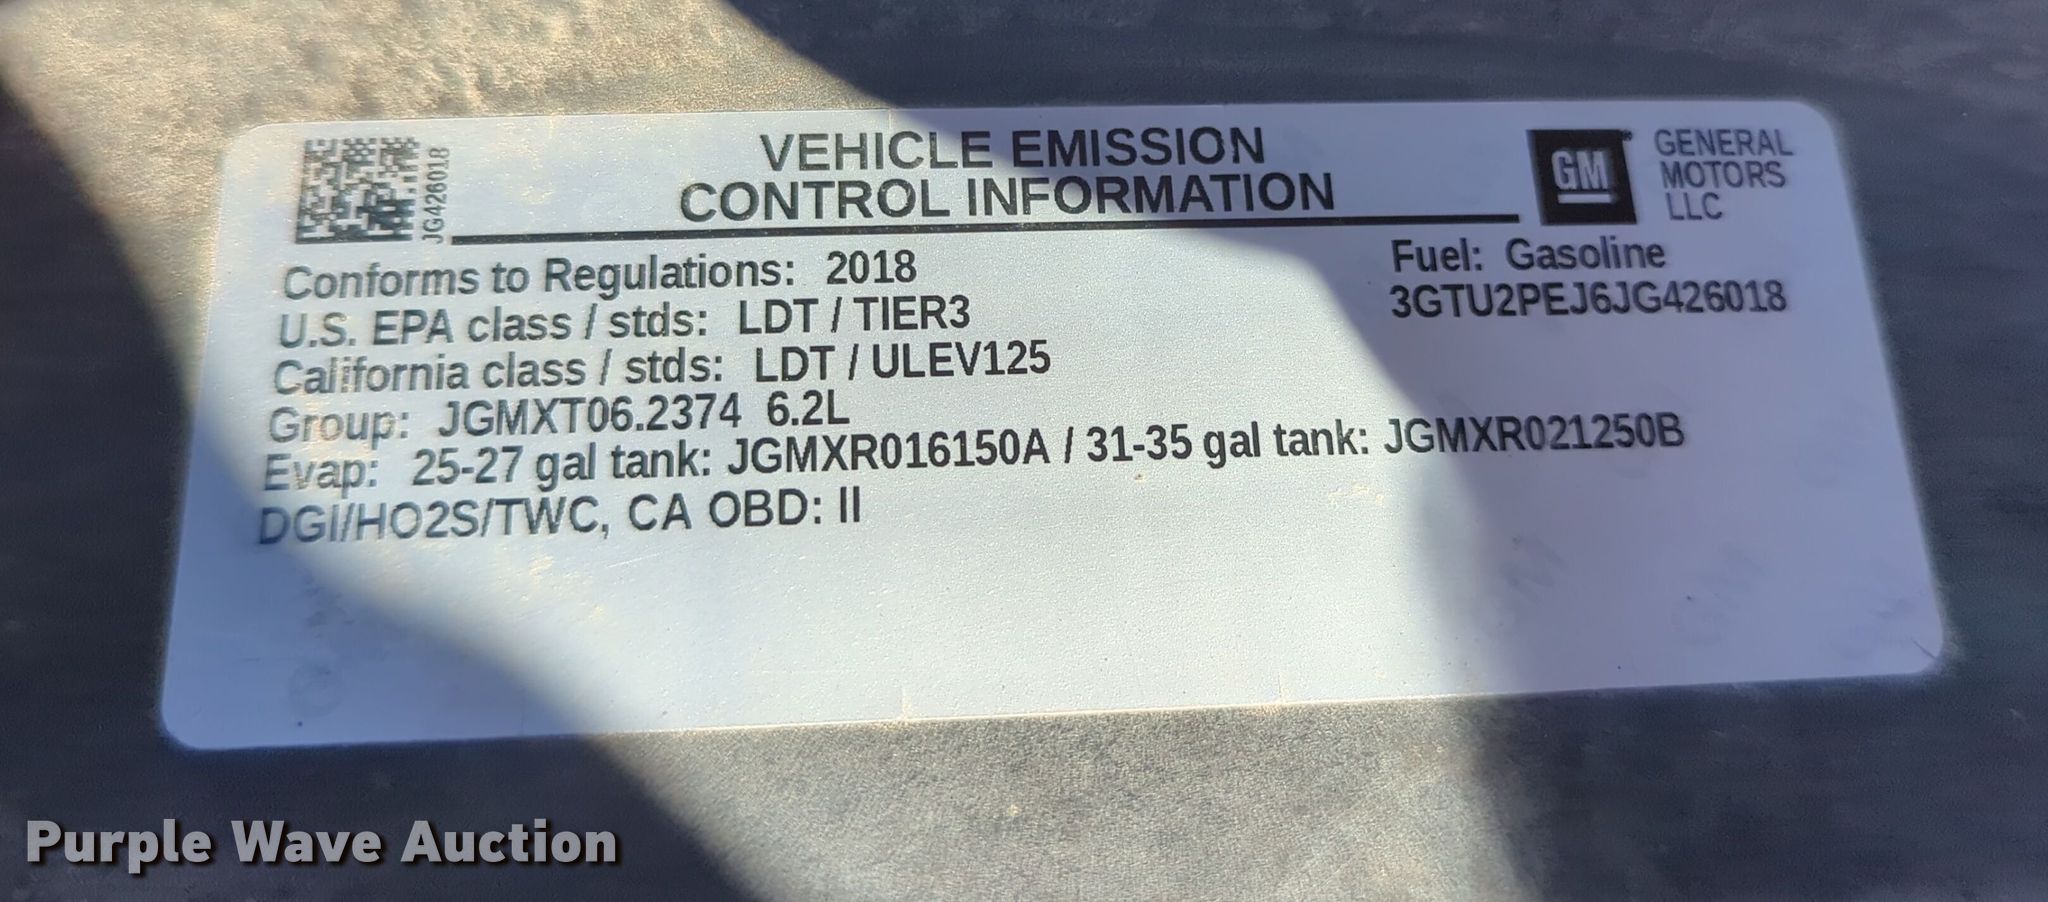 JG426018
VEHICLE EMISSION
CONTROL INFORMATION
GM
GENERAL
MOTORS
LLC
Conforms to Regulations: 2018
U.S. EPA class / stds: LDT / TIER3
California class / stds: LDT / ULEV125
Group: JGMXT06.2374 6.2L
Evap: 25-27 gal tank: JGMXR016150A / 31-35 gal tank: JGMXR021250B
DGI/HO2S/TWC, CA OBD: II
Fuel: Gasoline
3GTU2PEJ6JG426018
Purple Wave Auction